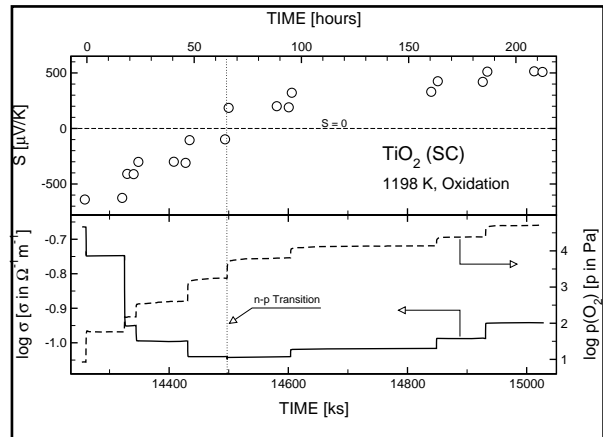 TIME [hours]
0 50 100 150 200
500
0
-500
S [μV/K]
S = 0
TiO₂ (SC)
1198 K, Oxidation
-0.7
-0.8
-0.9
-1.0
log σ [σ in Ω⁻¹m⁻¹]
n-p Transition
4
3
2
1
log p(O₂) [p in Pa]
14400 14600 14800 15000
TIME [ks]